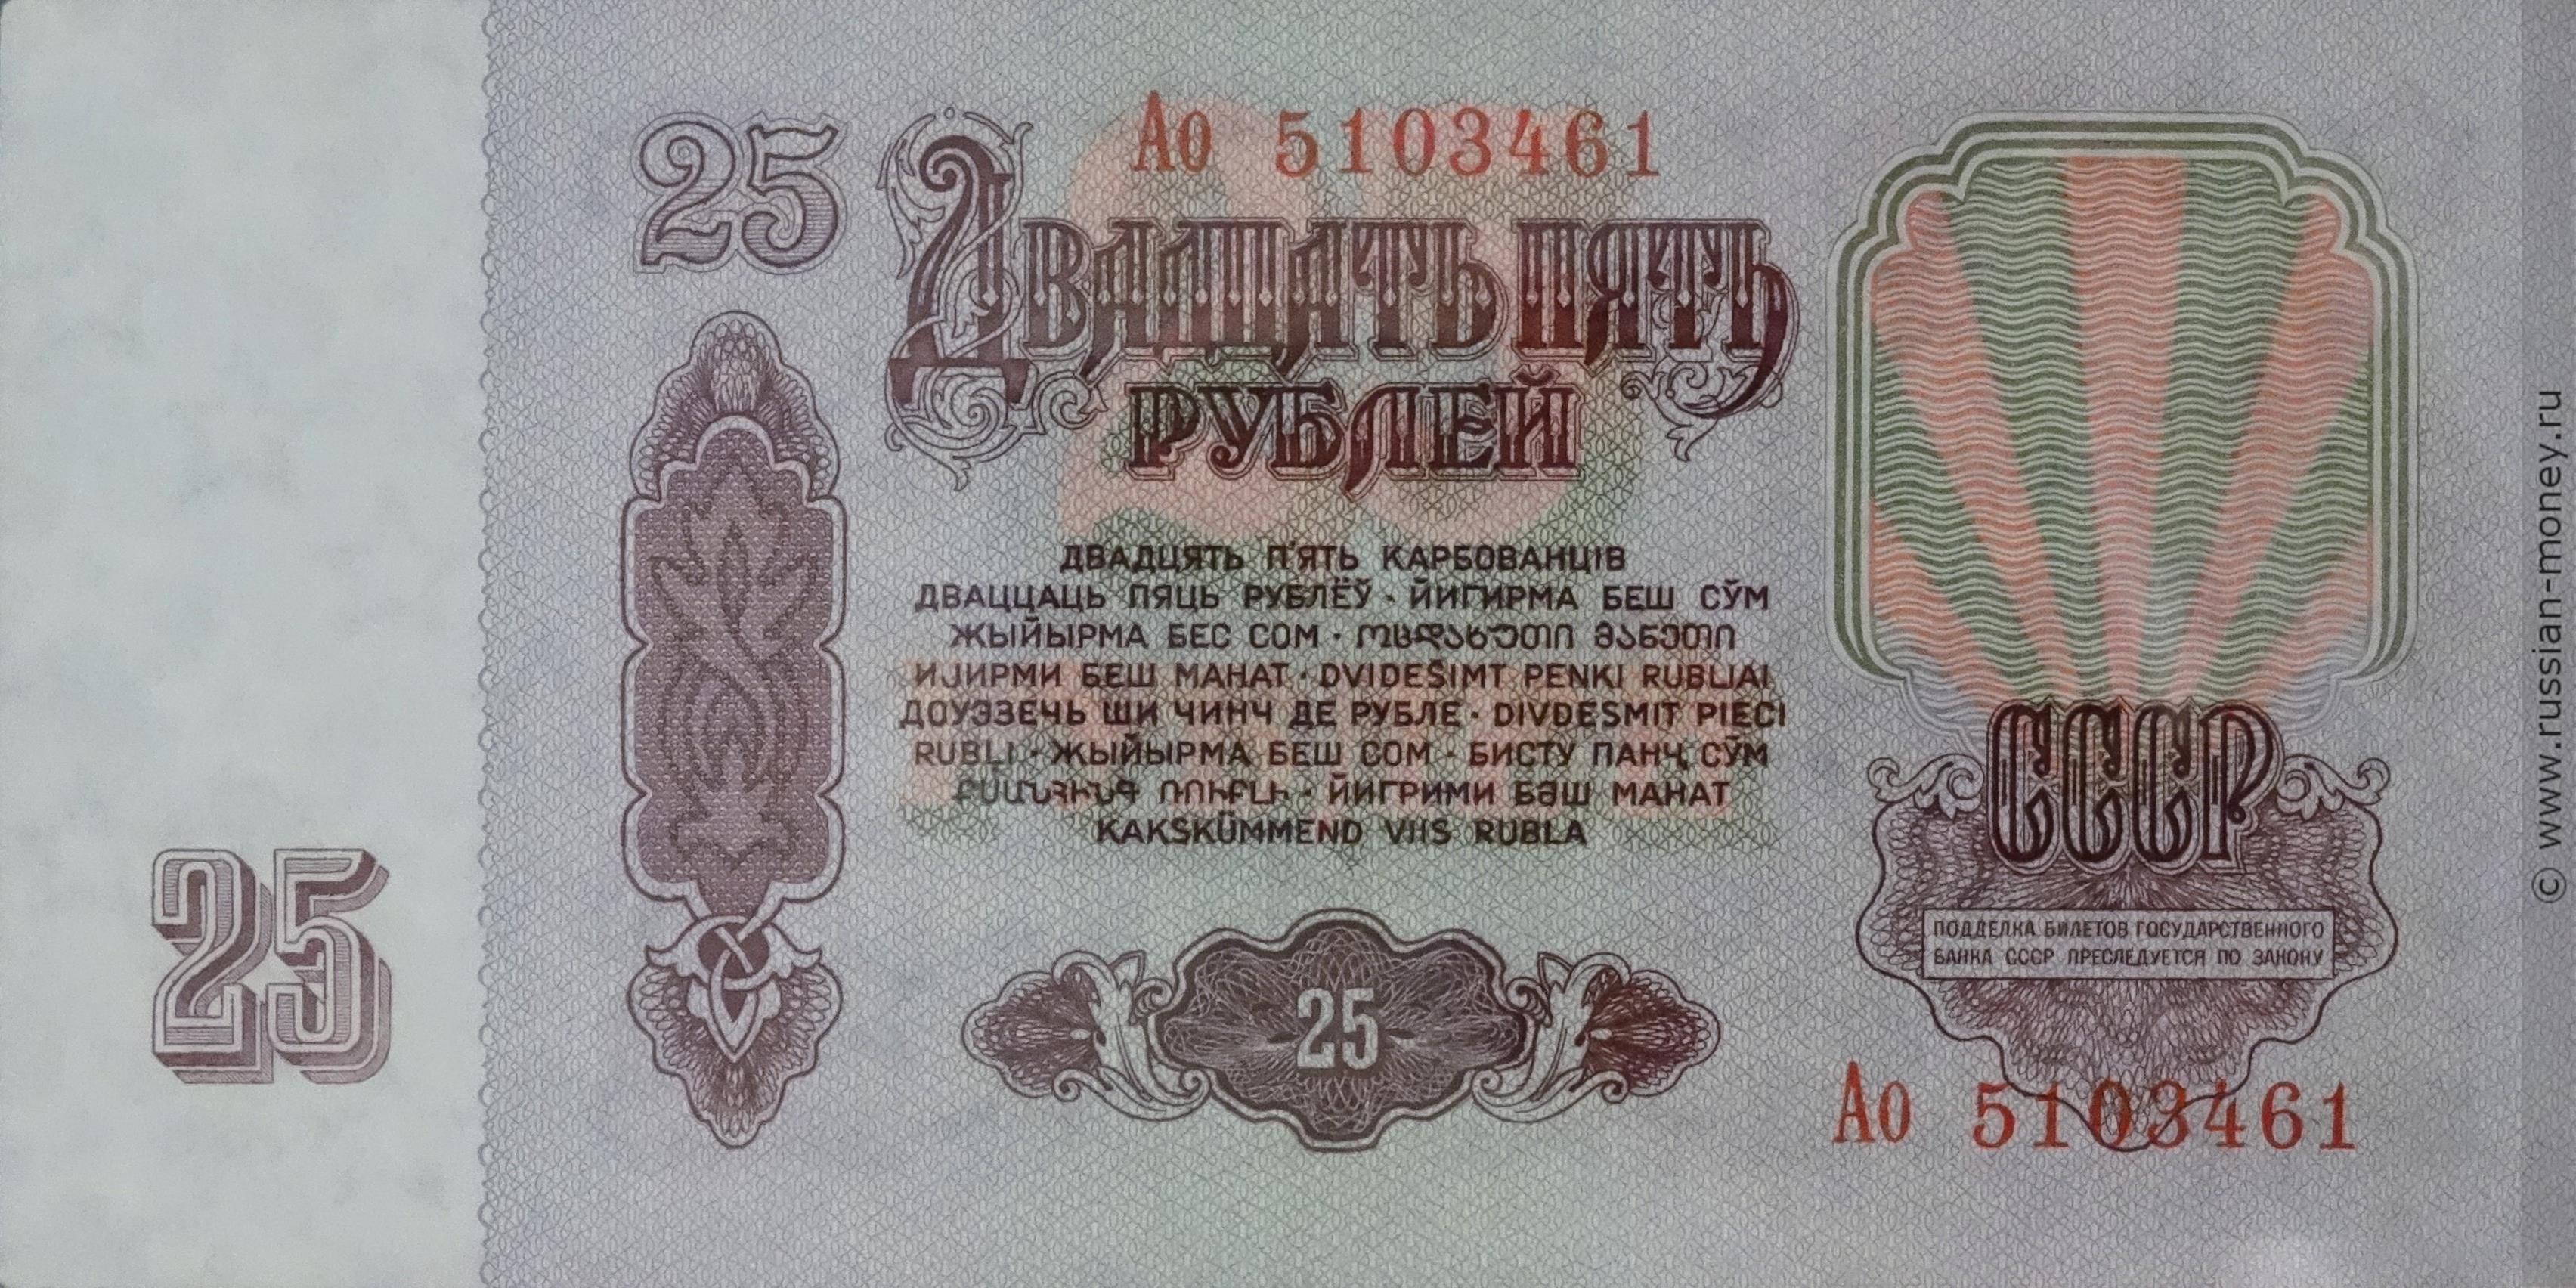 Ао 5103461
25
Двадцать пять
рублей
ДВАДЦЯТЬ П'ЯТЬ КАРБОВАНЦІВ
ДВАЦЦАЦЬ ПЯЦЬ РУБЛЁЎ · ЙИГИРМА БЕШ СЎМ
ЖЫЙЫРМА БЕС СОМ · ოცდახუთი მანეთი
ИЈИРМИ БЕШ МАНАТ · DVIDEŠIMT PENKI RUBLIAI
ДОУЭЗЕЧЬ ШИ ЧИНЧ ДЕ РУБЛЕ · DIVDESMIT PIECI
RUBLI · ЖЫЙЫРМА БЕШ СОМ · БИСТУ ПАНҶ СӮМ
ՔՍԱՆՀԻՆԳ ՌՈՒԲԼԻ · ЙИГРИМИ БӘШ МАНАТ
KAKSKÜMMEND VIIS RUBLA
СССР
ПОДДЕЛКА БИЛЕТОВ ГОСУДАРСТВЕННОГО
БАНКА СССР ПРЕСЛЕДУЕТСЯ ПО ЗАКОНУ
25
25
Ао 5103461
© www.russian-money.ru